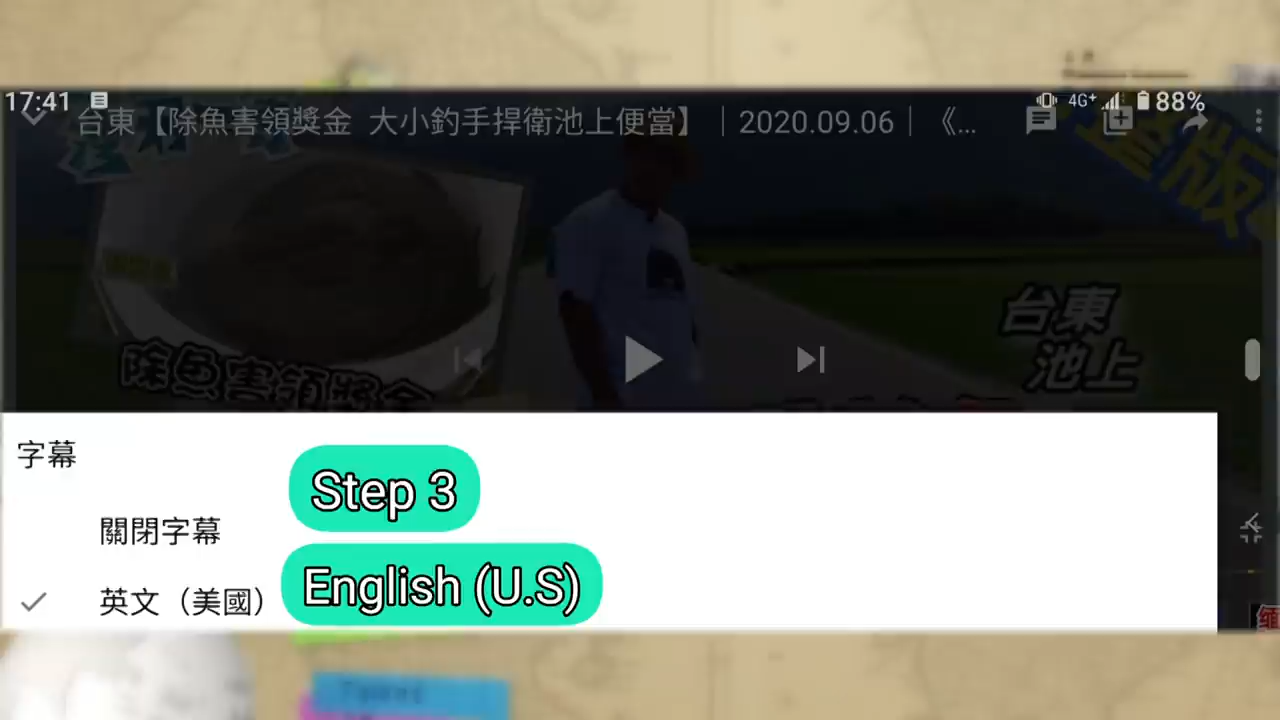 17:41
4G+
88%
台東【除魚害領獎金 大小釣手捍衛池上便當】｜2020.09.06｜《...
整版
台東
池上
除魚害領獎金
字幕
Step 3
關閉字幕
English (U.S)
英文（美國）